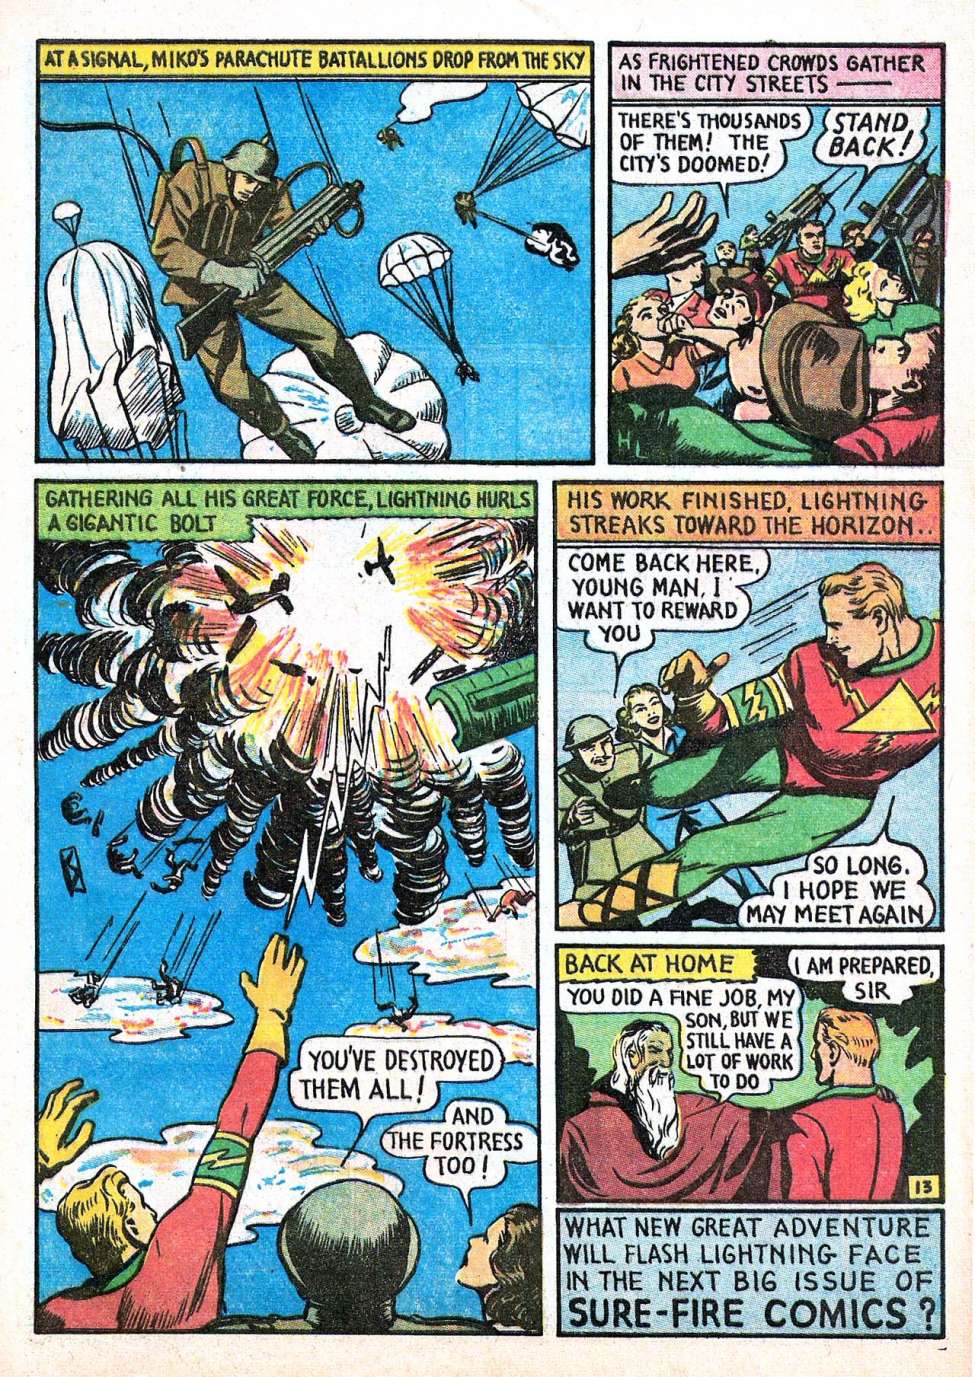 AT A SIGNAL, MIKO'S PARACHUTE BATTALLIONS DROP FROM THE SKY
AS FRIGHTENED CROWDS GATHER
IN THE CITY STREETS ——
THERE'S THOUSANDS
OF THEM! THE
CITY'S DOOMED!
STAND
BACK!
GATHERING ALL HIS GREAT FORCE, LIGHTNING HURLS
A GIGANTIC BOLT
YOU'VE DESTROYED
THEM ALL!
AND
THE FORTRESS
TOO!
HIS WORK FINISHED, LIGHTNING
STREAKS TOWARD THE HORIZON..
COME BACK HERE,
YOUNG MAN, I
WANT TO REWARD
YOU
SO LONG.
I HOPE WE
MAY MEET AGAIN
BACK AT HOME
YOU DID A FINE JOB, MY
SON, BUT WE
STILL HAVE A
LOT OF WORK
TO DO
I AM PREPARED,
SIR
13
WHAT NEW GREAT ADVENTURE
WILL FLASH LIGHTNING FACE
IN THE NEXT BIG ISSUE OF
SURE-FIRE COMICS?